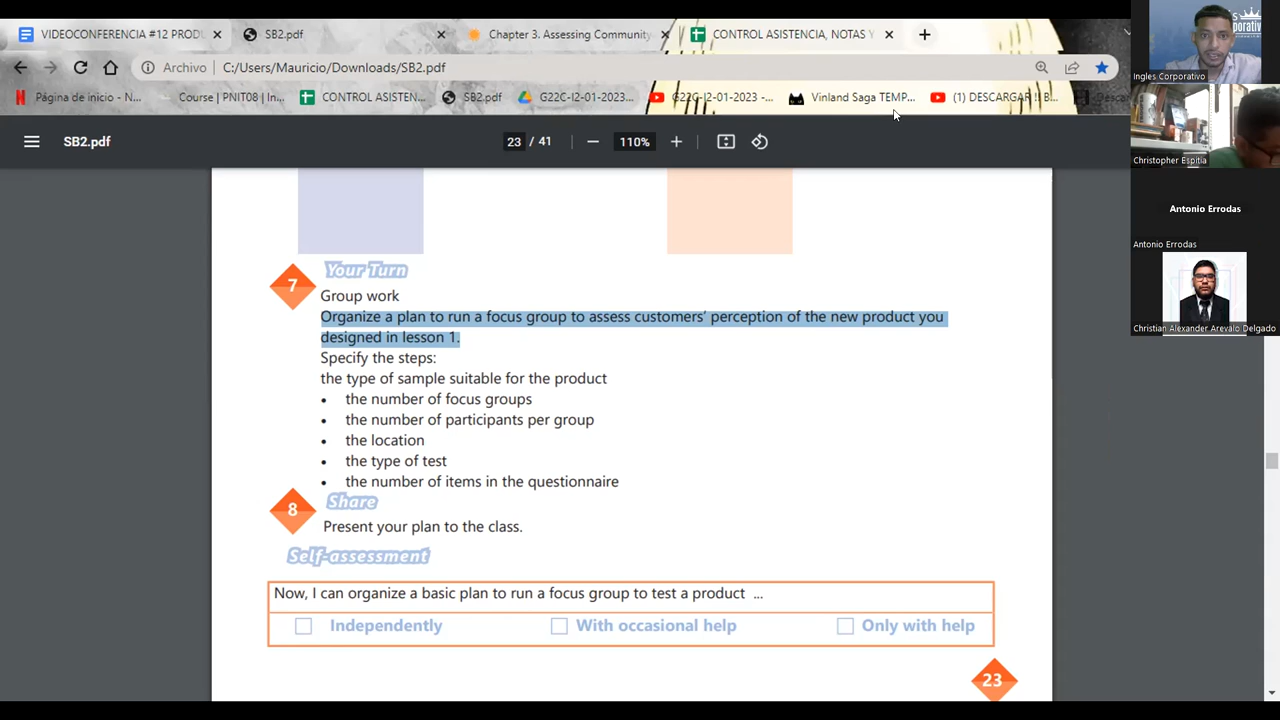 VIDEOCONFERENCIA #12 PRODU
SB2.pdf
Chapter 3. Assessing Community
CONTROL ASISTENCIA, NOTAS Y
Archivo
C:/Users/Mauricio/Downloads/SB2.pdf
Página de inicio - N...
Course | PNIT08 | In...
CONTROL ASISTEN...
SB2.pdf
G22C-I2-01-2023...
G22C-I2-01-2023 -...
Vinland Saga TEMP...
(1) DESCARGAR !! B...
SB2.pdf
23 / 41
110%
Ingles Corporativo
Christopher Espitia
Antonio Errodas
Antonio Errodas
Christian Alexander Arevalo Delgado
7
Your Turn
Group work
Organize a plan to run a focus group to assess customers' perception of the new product you
designed in lesson 1.
Specify the steps:
the type of sample suitable for the product
• the number of focus groups
• the number of participants per group
• the location
• the type of test
• the number of items in the questionnaire
8
Share
Present your plan to the class.
Self-assessment
Now, I can organize a basic plan to run a focus group to test a product ...
Independently
With occasional help
Only with help
23